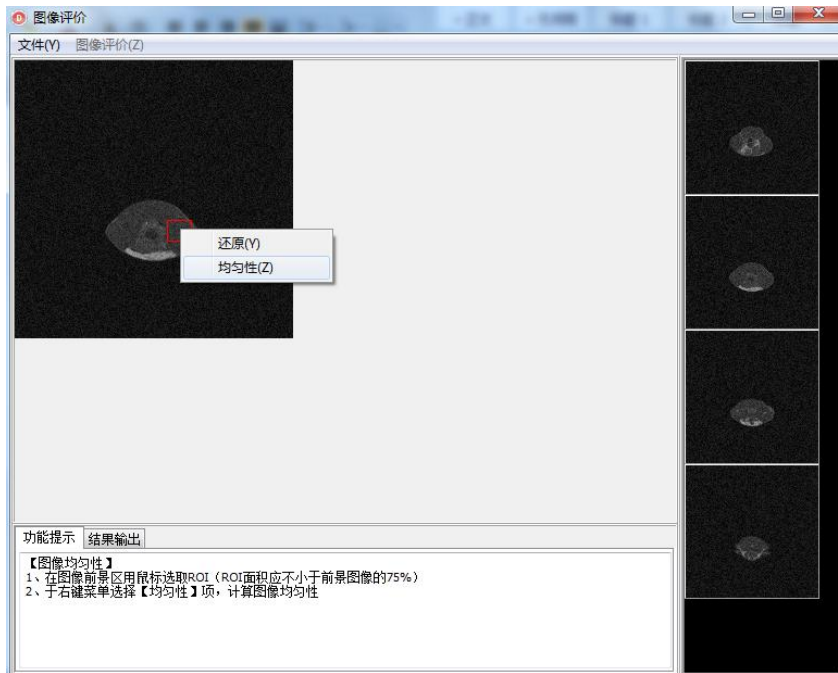 图像评价
文件(Y) 图像评价(Z)
还原(Y)
均匀性(Z)
功能提示 结果输出
【图像均匀性】
1、在图像前景区用鼠标选取ROI（ROI面积应不小于前景图像的75%）
2、于右键菜单选择【均匀性】项，计算图像均匀性